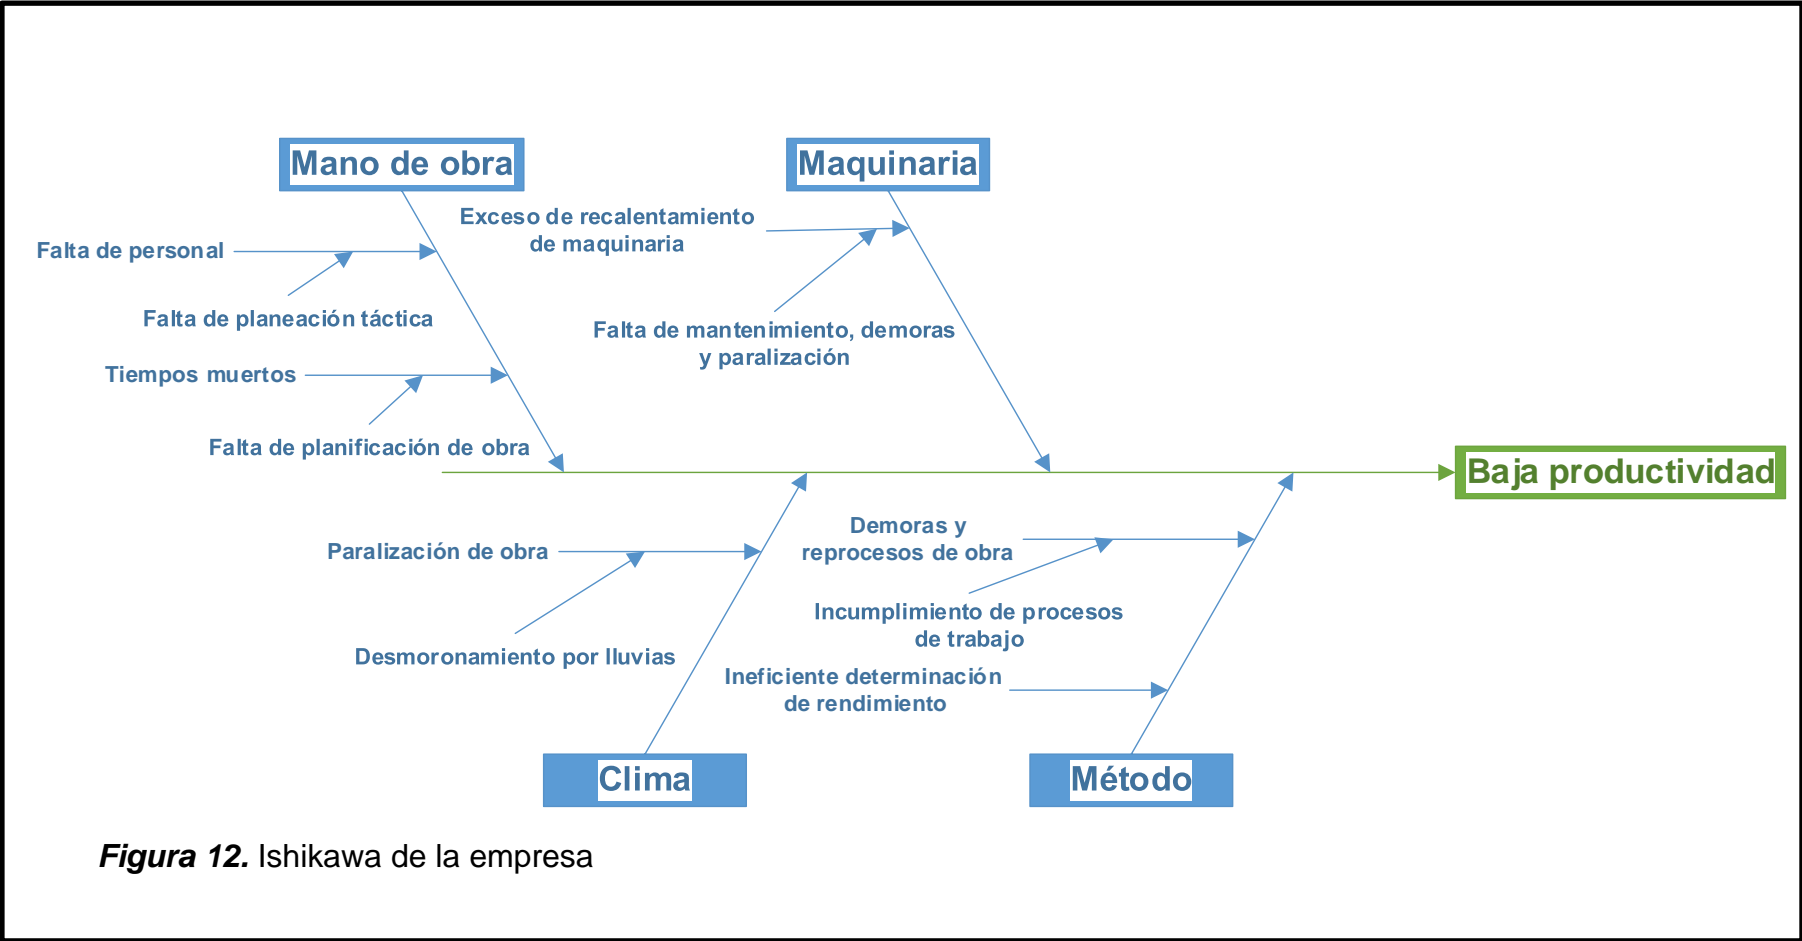 Mano de obra
Maquinaria
Exceso de recalentamiento
de maquinaria
Falta de personal
Falta de planeación táctica
Falta de mantenimiento, demoras
y paralización
Tiempos muertos
Falta de planificación de obra
Baja productividad
Demoras y
reprocesos de obra
Paralización de obra
Incumplimiento de procesos
de trabajo
Desmoronamiento por lluvias
Ineficiente determinación
de rendimiento
Clima
Método
Figura 12. Ishikawa de la empresa